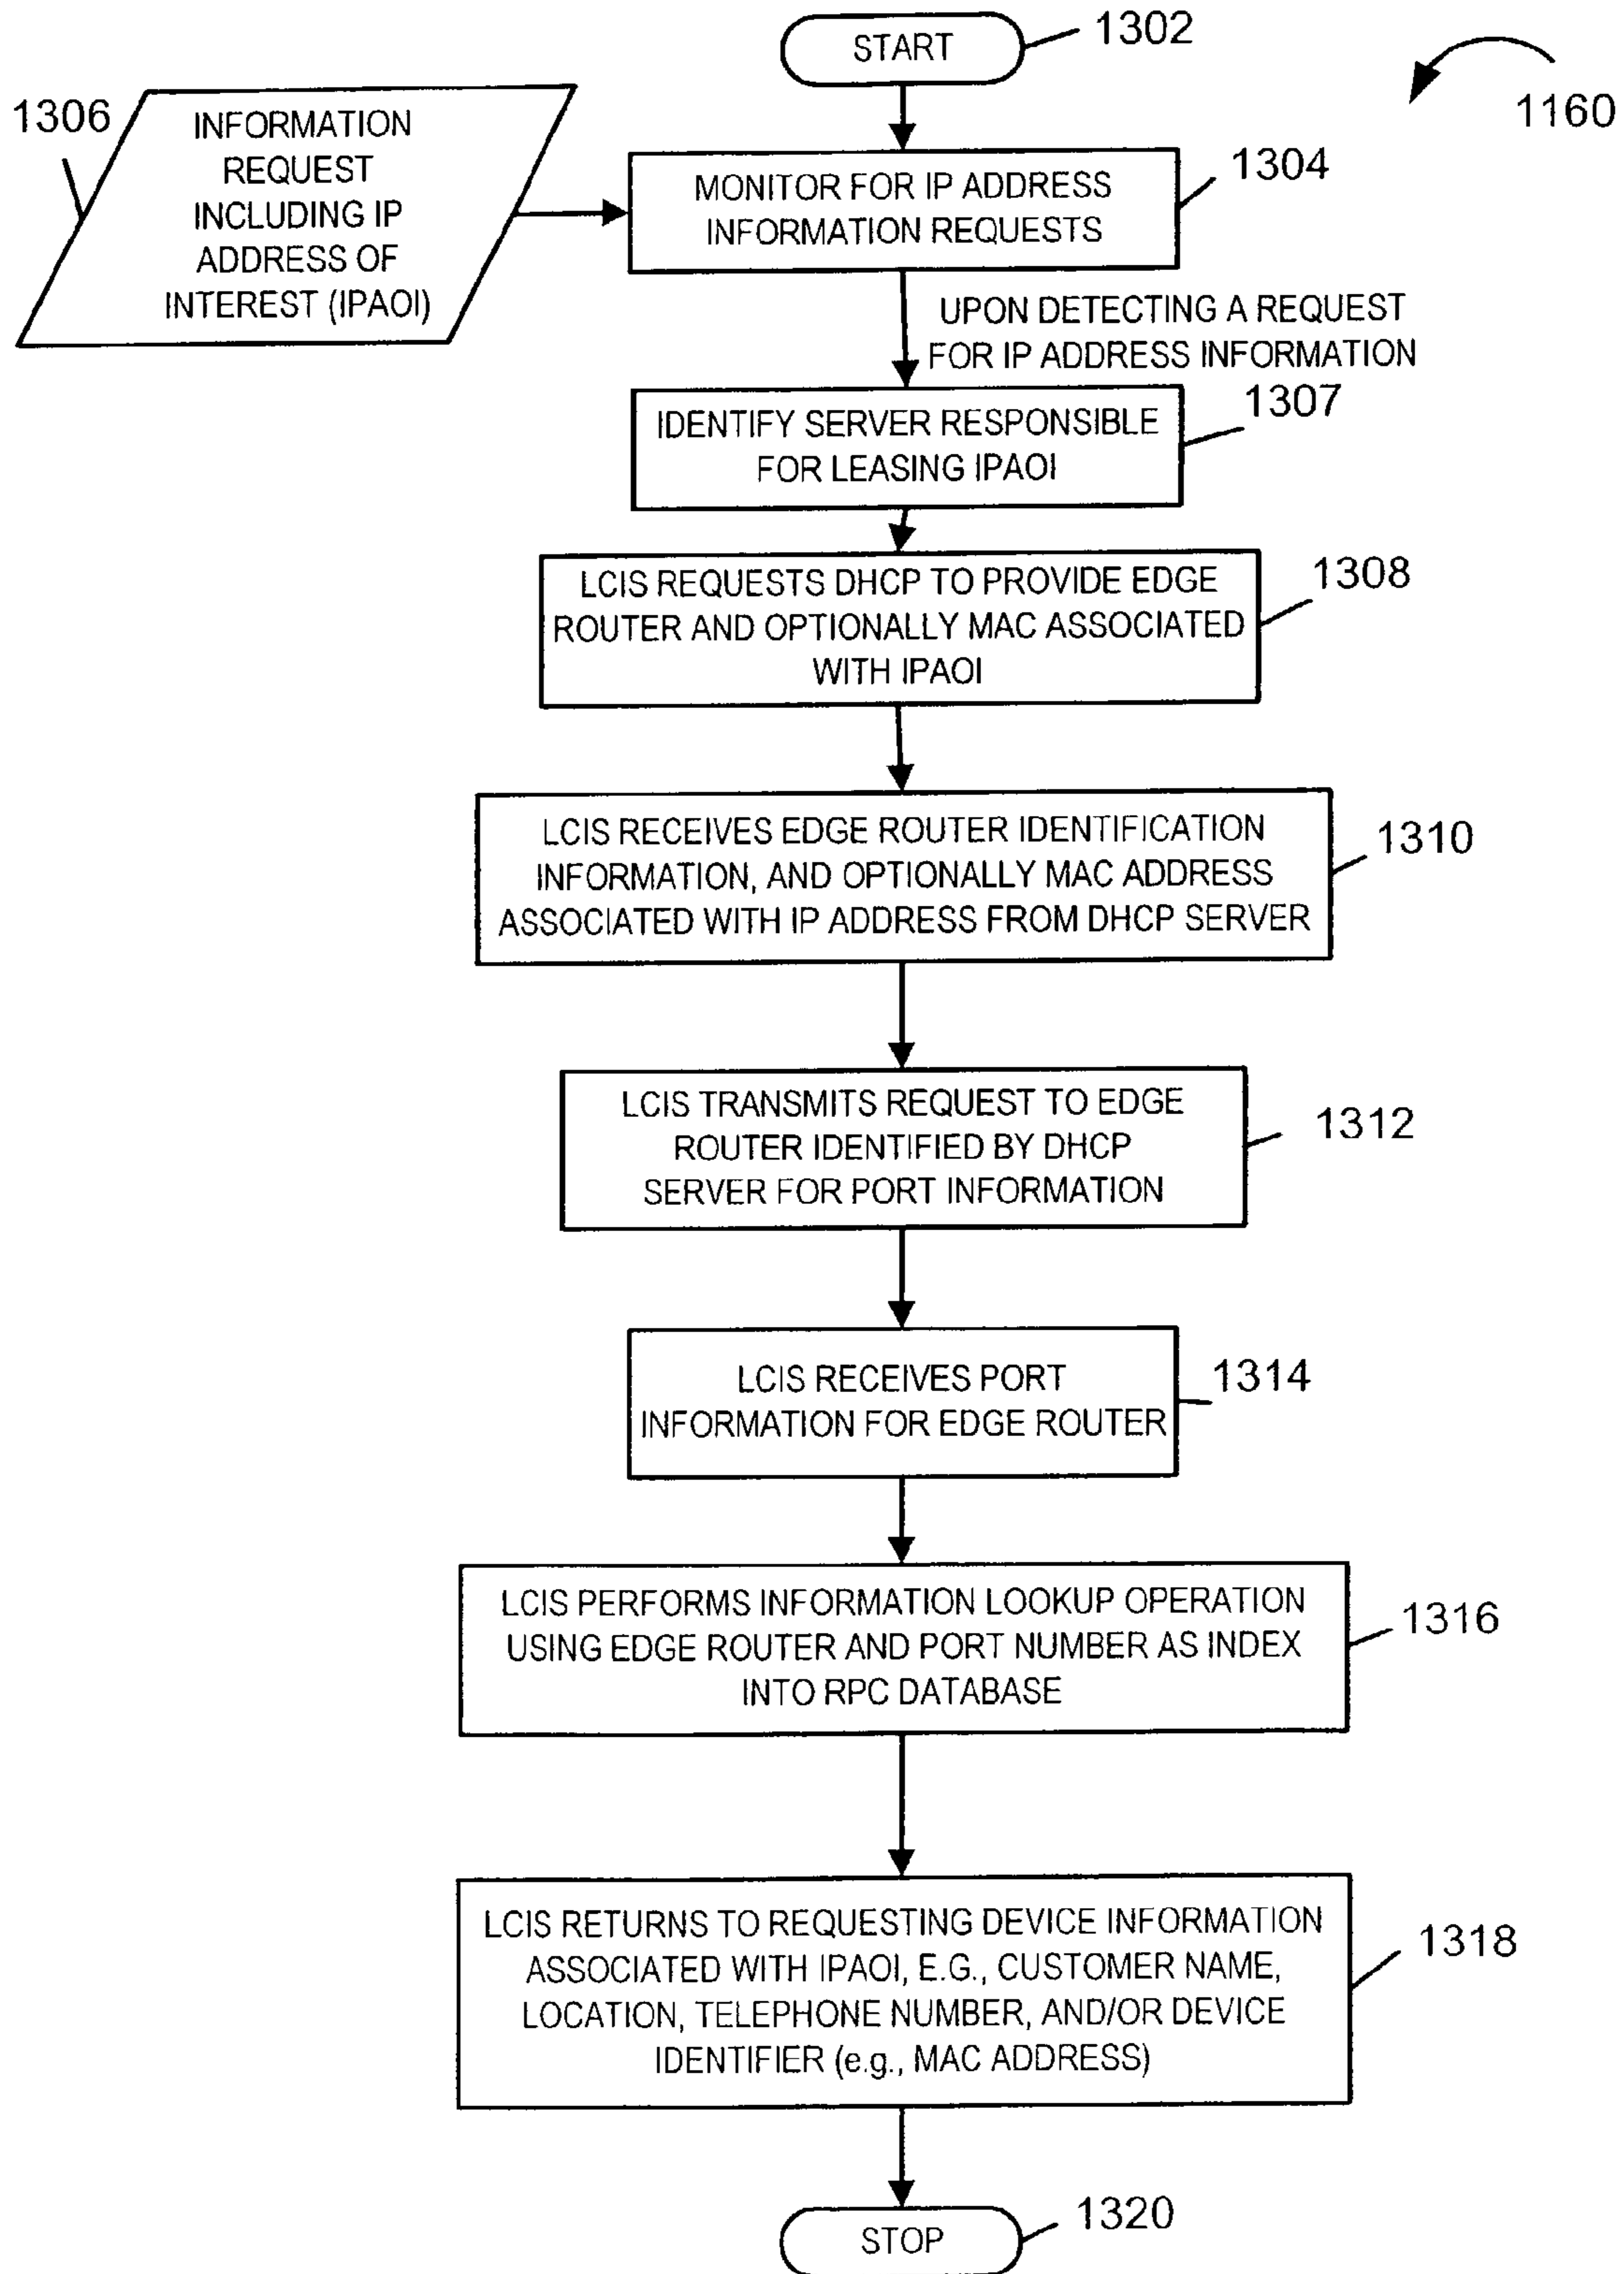 START
1302
1160
1306
INFORMATION
REQUEST
INCLUDING IP
ADDRESS OF
INTEREST (IPAOI)
MONITOR FOR IP ADDRESS
INFORMATION REQUESTS
1304
UPON DETECTING A REQUEST
FOR IP ADDRESS INFORMATION
IDENTIFY SERVER RESPONSIBLE
FOR LEASING IPAOI
1307
LCIS REQUESTS DHCP TO PROVIDE EDGE
ROUTER AND OPTIONALLY MAC ASSOCIATED
WITH IPAOI
1308
LCIS RECEIVES EDGE ROUTER IDENTIFICATION
INFORMATION, AND OPTIONALLY MAC ADDRESS
ASSOCIATED WITH IP ADDRESS FROM DHCP SERVER
1310
LCIS TRANSMITS REQUEST TO EDGE
ROUTER IDENTIFIED BY DHCP
SERVER FOR PORT INFORMATION
1312
LCIS RECEIVES PORT
INFORMATION FOR EDGE ROUTER
1314
LCIS PERFORMS INFORMATION LOOKUP OPERATION
USING EDGE ROUTER AND PORT NUMBER AS INDEX
INTO RPC DATABASE
1316
LCIS RETURNS TO REQUESTING DEVICE INFORMATION
ASSOCIATED WITH IPAOI, E.G., CUSTOMER NAME,
LOCATION, TELEPHONE NUMBER, AND/OR DEVICE
IDENTIFIER (e.g., MAC ADDRESS)
1318
STOP
1320